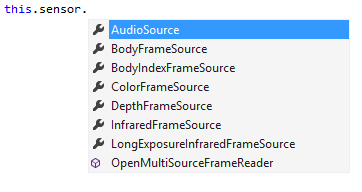 this.sensor.
AudioSource
BodyFrameSource
BodyIndexFrameSource
ColorFrameSource
DepthFrameSource
InfraredFrameSource
LongExposureInfraredFrameSource
OpenMultiSourceFrameReader